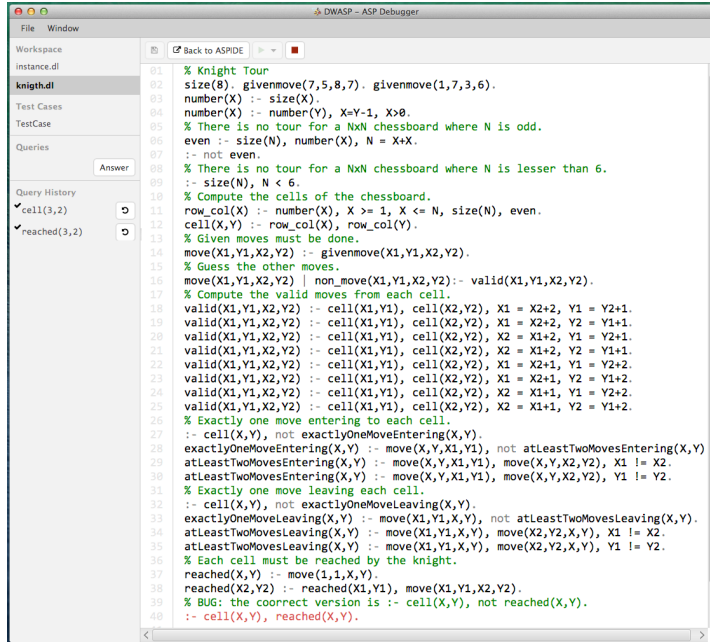 DWASP – ASP Debugger
File Window
Workspace
instance.dl
knigth.dl
Test Cases
TestCase
Queries
Answer
Query History
cell(3,2)
reached(3,2)
Back to ASPIDE
01 % Knight Tour
02 size(8). givenmove(7,5,8,7). givenmove(1,7,3,6).
03 number(X) :- size(X).
04 number(X) :- number(Y), X=Y-1, X>0.
05 % There is no tour for a NxN chessboard where N is odd.
06 even :- size(N), number(X), N = X+X.
07 :- not even.
08 % There is no tour for a NxN chessboard where N is lesser than 6.
09 :- size(N), N < 6.
10 % Compute the cells of the chessboard.
11 row_col(X) :- number(X), X >= 1, X <= N, size(N), even.
12 cell(X,Y) :- row_col(X), row_col(Y).
13 % Given moves must be done.
14 move(X1,Y1,X2,Y2) :- givenmove(X1,Y1,X2,Y2).
15 % Guess the other moves.
16 move(X1,Y1,X2,Y2) | non_move(X1,Y1,X2,Y2):- valid(X1,Y1,X2,Y2).
17 % Compute the valid moves from each cell.
18 valid(X1,Y1,X2,Y2) :- cell(X1,Y1), cell(X2,Y2), X1 = X2+2, Y1 = Y2+1.
19 valid(X1,Y1,X2,Y2) :- cell(X1,Y1), cell(X2,Y2), X1 = X2+2, Y2 = Y1+1.
20 valid(X1,Y1,X2,Y2) :- cell(X1,Y1), cell(X2,Y2), X2 = X1+2, Y1 = Y2+1.
21 valid(X1,Y1,X2,Y2) :- cell(X1,Y1), cell(X2,Y2), X2 = X1+2, Y2 = Y1+1.
22 valid(X1,Y1,X2,Y2) :- cell(X1,Y1), cell(X2,Y2), X1 = X2+1, Y1 = Y2+2.
23 valid(X1,Y1,X2,Y2) :- cell(X1,Y1), cell(X2,Y2), X1 = X2+1, Y2 = Y1+2.
24 valid(X1,Y1,X2,Y2) :- cell(X1,Y1), cell(X2,Y2), X2 = X1+1, Y1 = Y2+2.
25 valid(X1,Y1,X2,Y2) :- cell(X1,Y1), cell(X2,Y2), X2 = X1+1, Y2 = Y1+2.
26 % Exactly one move entering to each cell.
27 :- cell(X,Y), not exactlyOneMoveEntering(X,Y).
28 exactlyOneMoveEntering(X,Y) :- move(X,Y,X1,Y1), not atLeastTwoMovesEntering(X,Y)
29 atLeastTwoMovesEntering(X,Y) :- move(X,Y,X1,Y1), move(X,Y,X2,Y2), X1 != X2.
30 atLeastTwoMovesEntering(X,Y) :- move(X,Y,X1,Y1), move(X,Y,X2,Y2), Y1 != Y2.
31 % Exactly one move leaving each cell.
32 :- cell(X,Y), not exactlyOneMoveLeaving(X,Y).
33 exactlyOneMoveLeaving(X,Y) :- move(X1,Y1,X,Y), not atLeastTwoMovesLeaving(X,Y).
34 atLeastTwoMovesLeaving(X,Y) :- move(X1,Y1,X,Y), move(X2,Y2,X,Y), X1 != X2.
35 atLeastTwoMovesLeaving(X,Y) :- move(X1,Y1,X,Y), move(X2,Y2,X,Y), Y1 != Y2.
36 % Each cell must be reached by the knight.
37 reached(X,Y) :- move(1,1,X,Y).
38 reached(X2,Y2) :- reached(X1,Y1), move(X1,Y1,X2,Y2).
39 % BUG: the coorrect version is :- cell(X,Y), not reached(X,Y).
40 :- cell(X,Y), reached(X,Y).